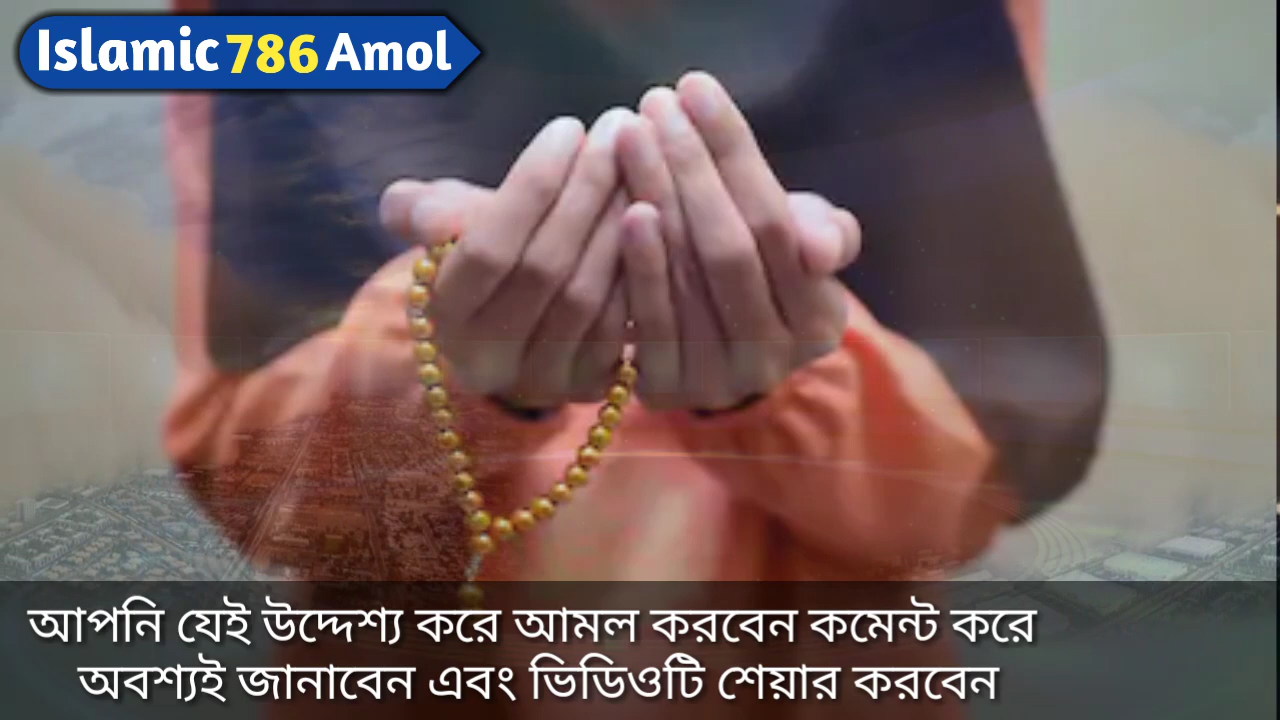 Islamic 786 Amol
আপনি যেই উদ্দেশ্য করে আমল করবেন কমেন্ট করে
অবশ্যই জানাবেন এবং ভিডিওটি শেয়ার করবেন